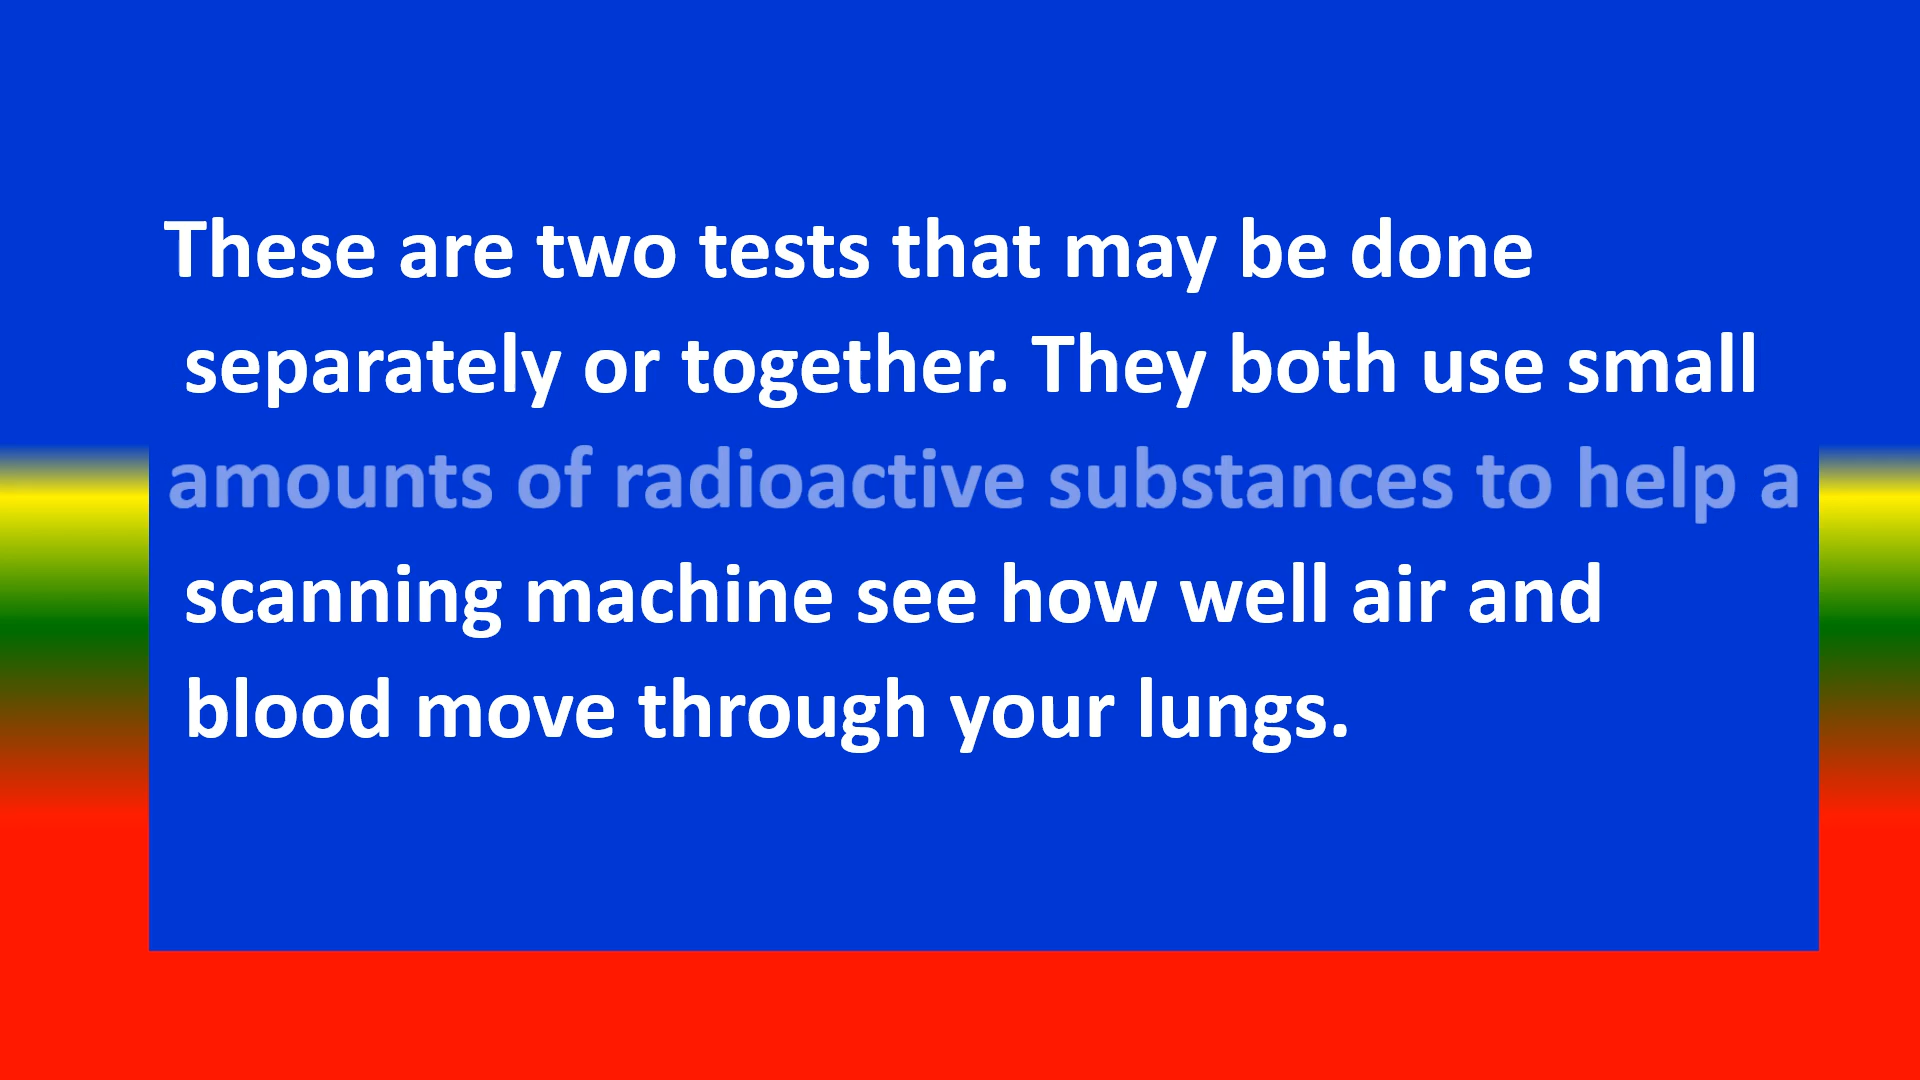 These are two tests that may be done
separately or together. They both use small
amounts of radioactive substances to help a
scanning machine see how well air and
blood move through your lungs.